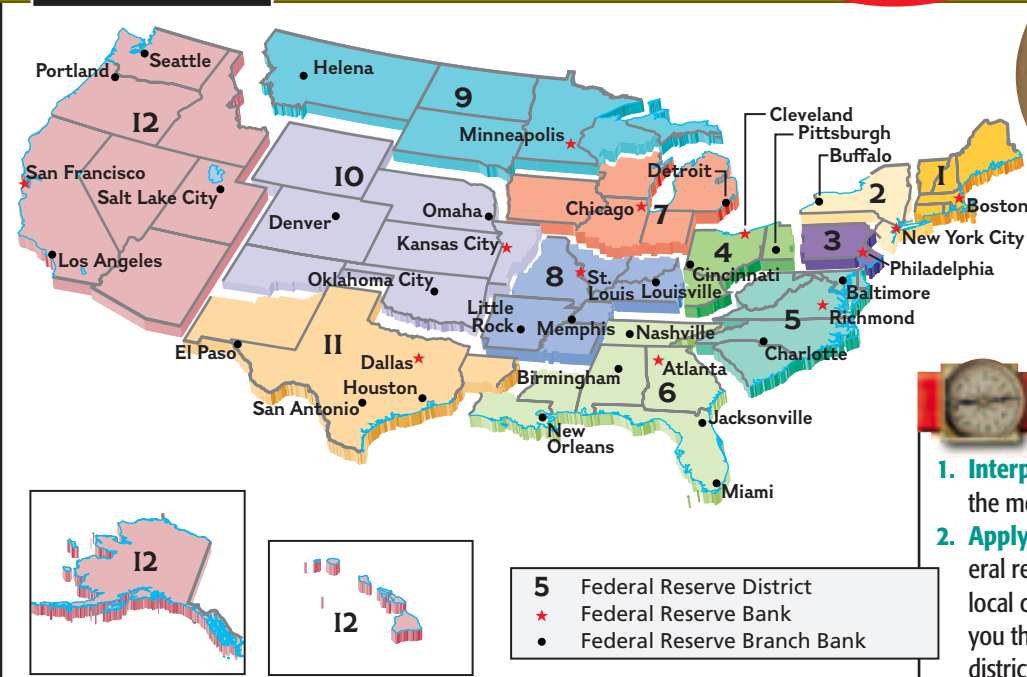 Seattle
Portland
Helena
9
Minneapolis
12
San Francisco
Salt Lake City
Los Angeles
10
Denver
Omaha
Kansas City
Oklahoma City
Chicago
7
Detroit
Cleveland
Pittsburgh
Buffalo
2
1
Boston
New York City
3
Philadelphia
4
Cincinnati
8
St.
Louis
Louisville
Little
Rock
Memphis
Nashville
Baltimore
5
Richmond
Charlotte
El Paso
11
Dallas
Houston
San Antonio
Birmingham
Atlanta
6
New
Orleans
Jacksonville
Miami
12
12
5 Federal Reserve District
Federal Reserve Bank
Federal Reserve Branch Bank
1. Interp
the m
2. Apply
eral re
local
you th
district